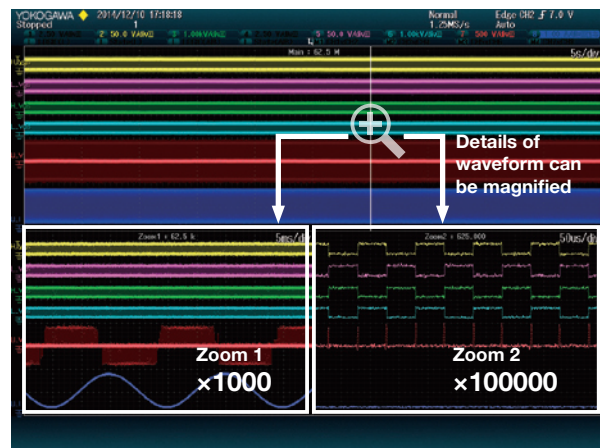 YOKOGAWA 2014/12/10 17:18:18
Normal
Edge CH2 7.0 V
Stopped
1
1.25MS/s
Auto
Main : 62.5 M
5s/div
Details of
waveform can
be magnified
Zoom1 : 62.5 k
5ms/div
Zoom2 : 625.000
50us/div
Zoom 1
×1000
Zoom 2
×100000